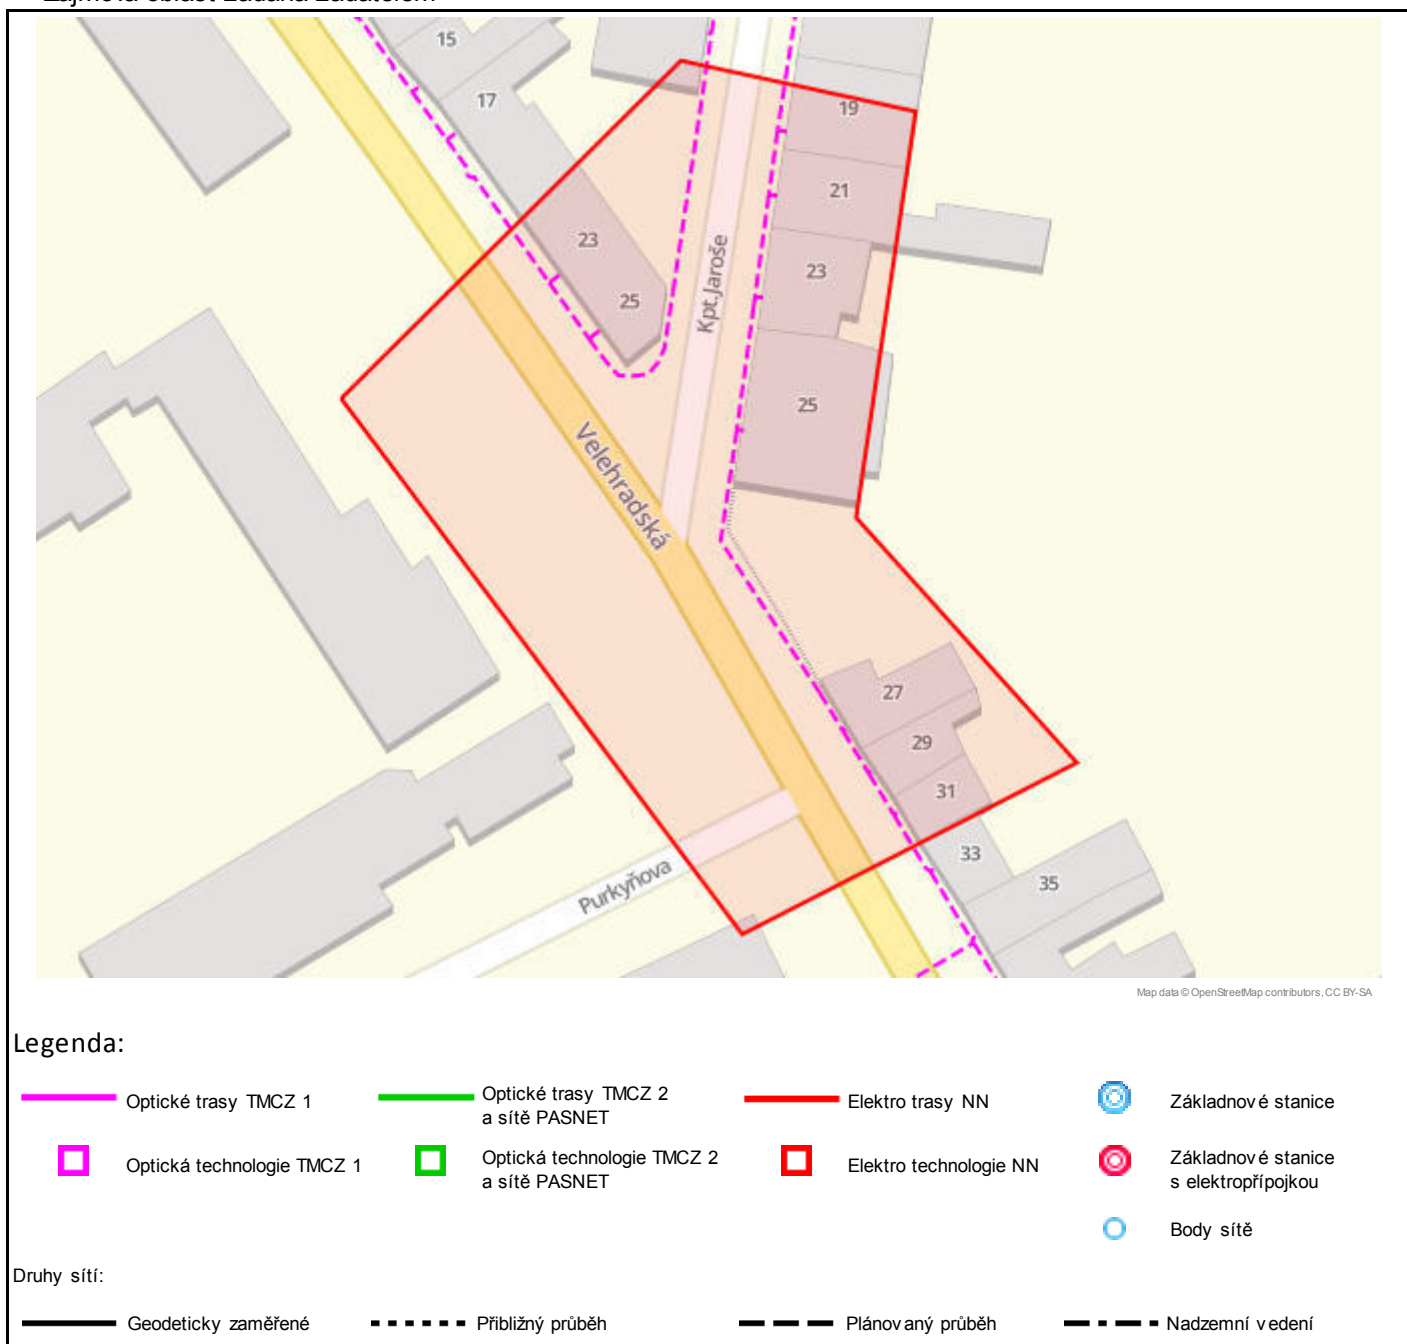 15
17
19
21
23
23
25
Kpt.Jaroše
25
Velehradská
27
29
31
33
35
Purkyňova
Map data © OpenStreetMap contributors, CC BY-SA
Legenda:
Optické trasy TMCZ 1
Optické trasy TMCZ 2
a sítě PASNET
Elektro trasy NN
Základnové stanice
Optická technologie TMCZ 1
Optická technologie TMCZ 2
a sítě PASNET
Elektro technologie NN
Základnové stanice
s elektropřípojkou
Body sítě
Druhy sítí:
Geodeticky zaměřené
Přibližný průběh
Plánovaný průběh
Nadzemní vedení